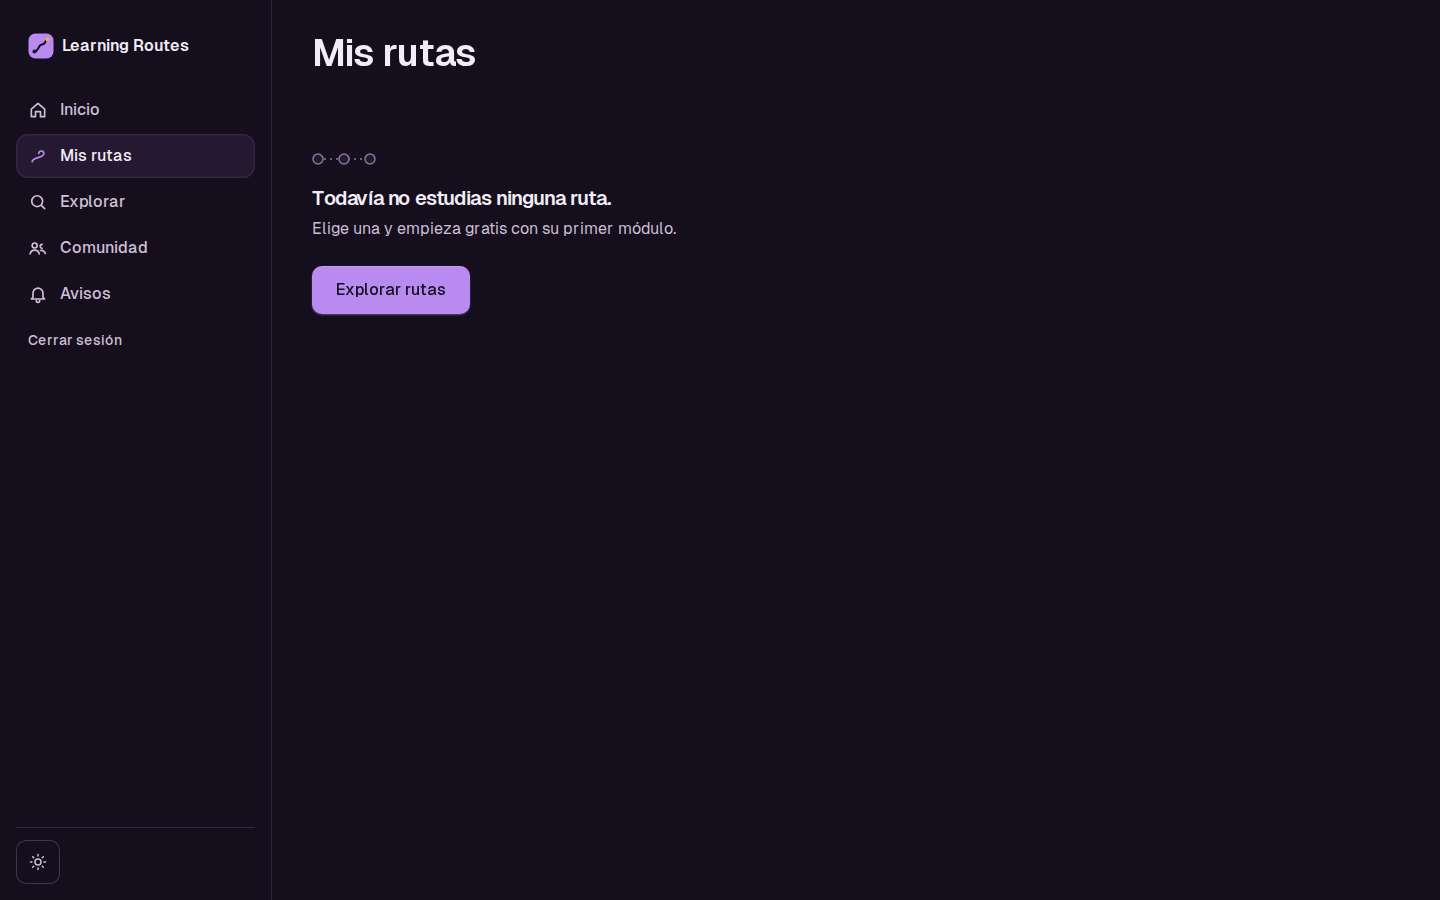 Learning Routes
Inicio
Mis rutas
Explorar
Comunidad
Avisos
Cerrar sesión
Mis rutas
Todavía no estudias ninguna ruta.
Elige una y empieza gratis con su primer módulo.
Explorar rutas